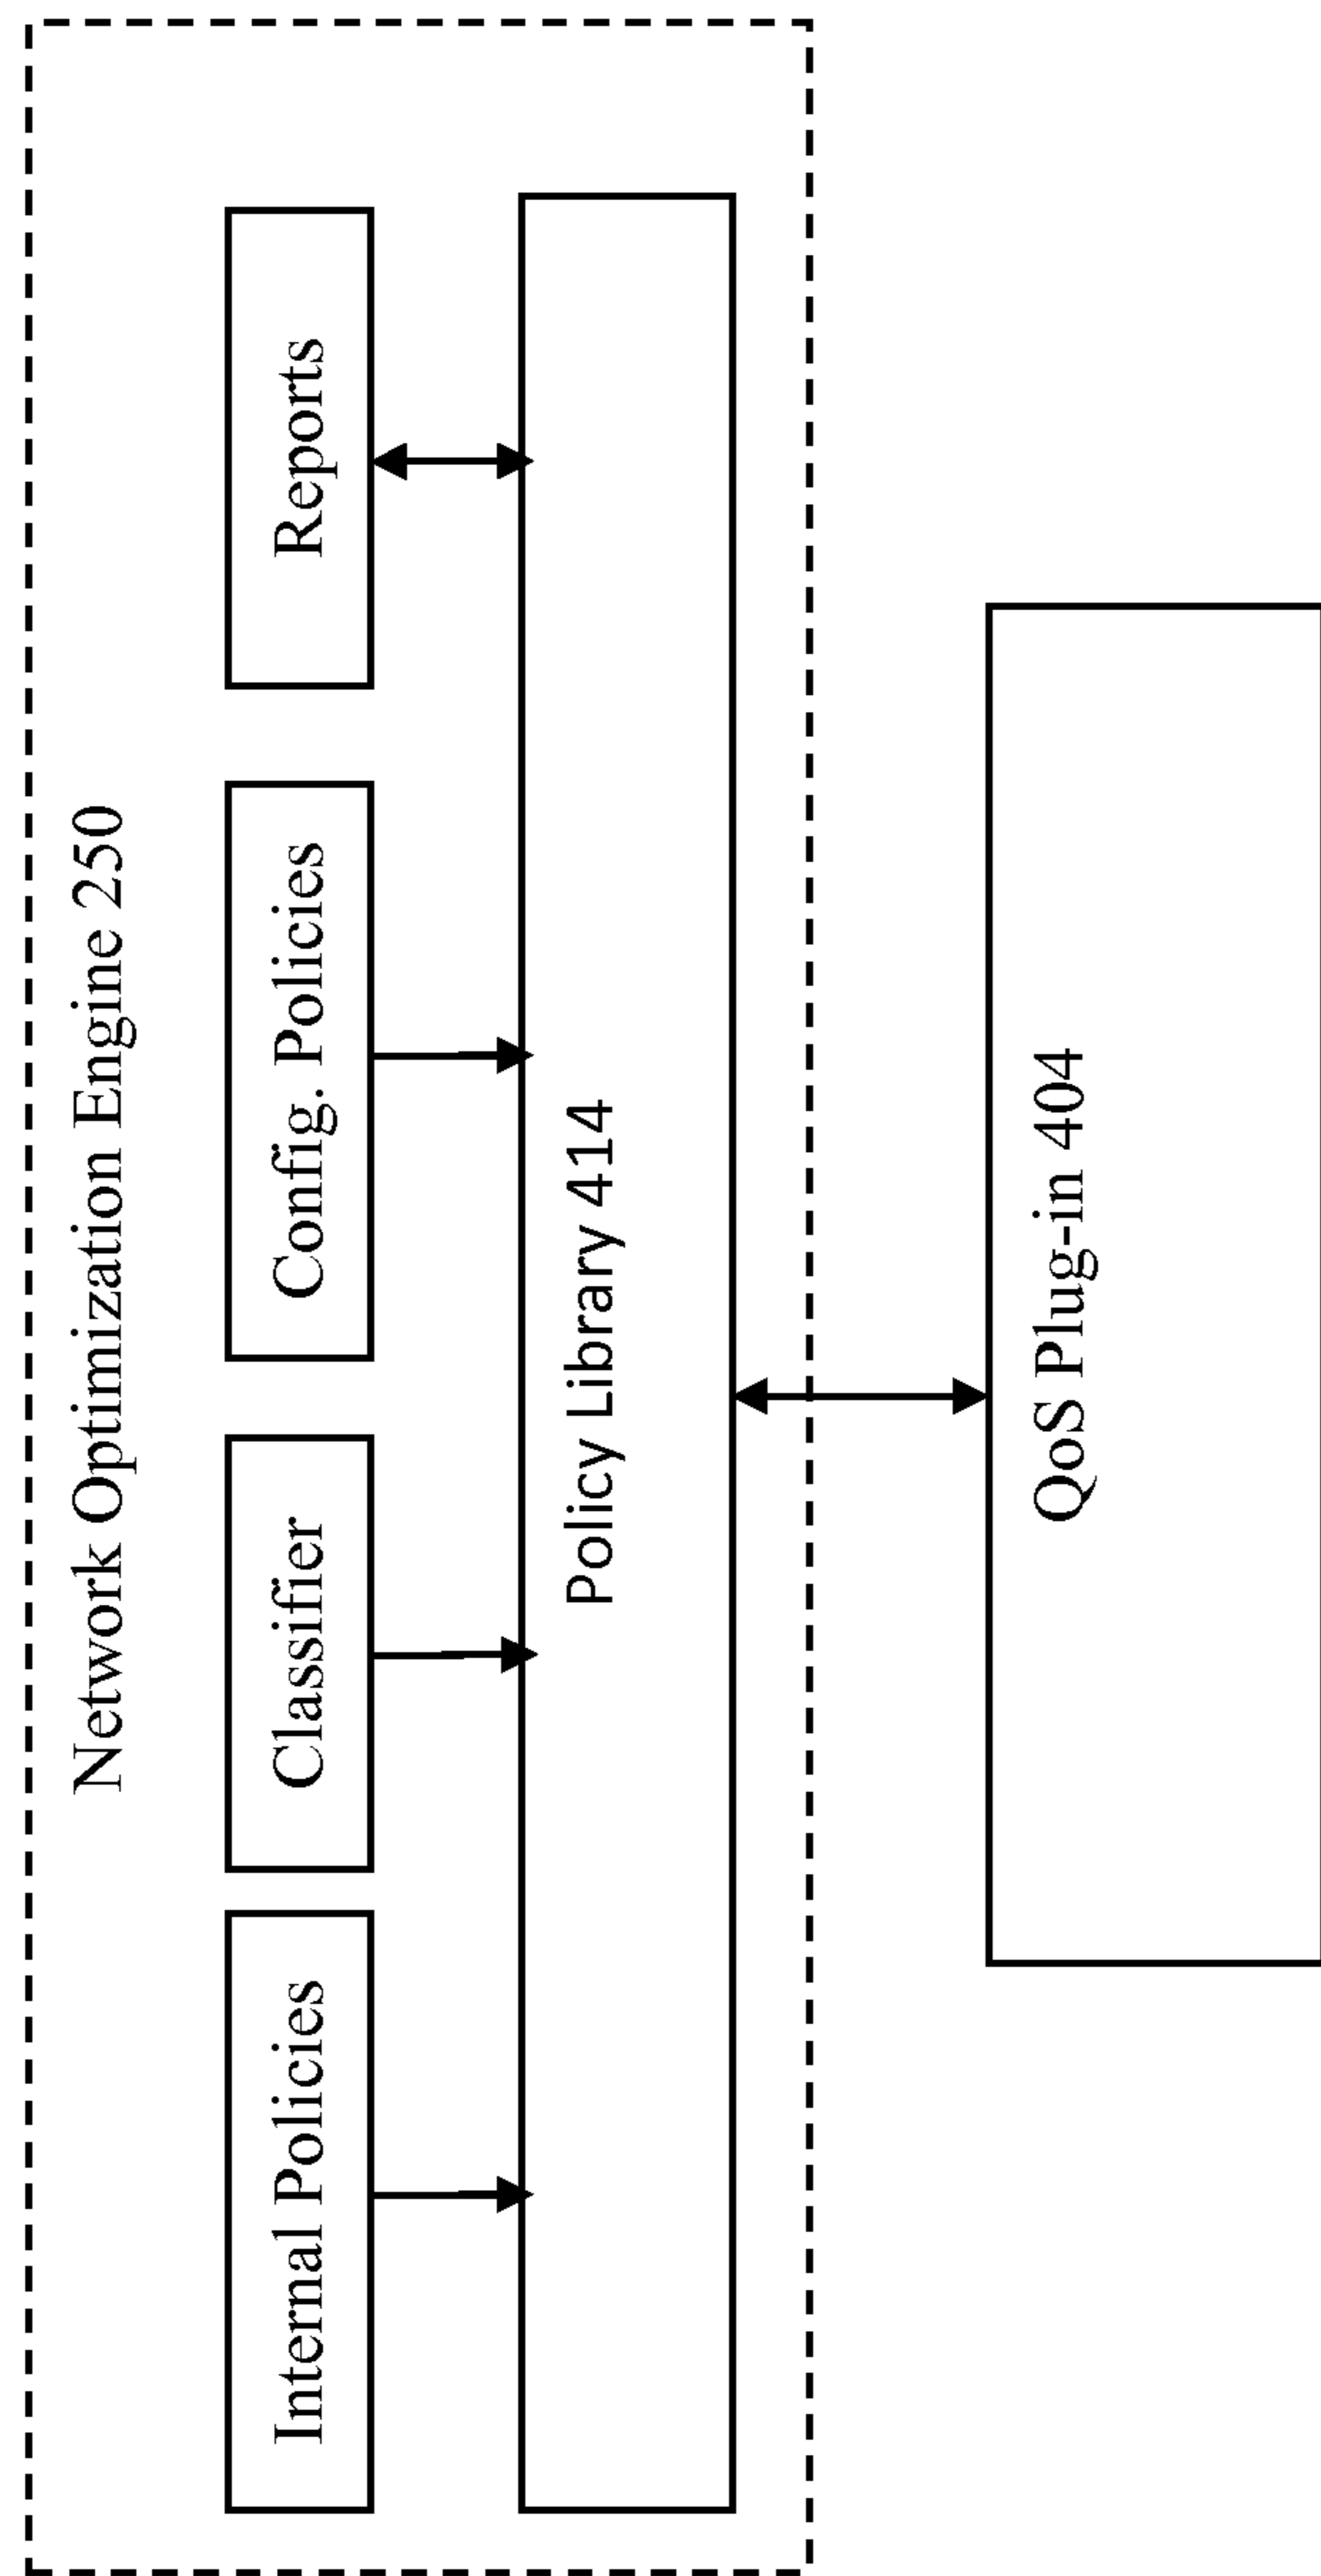 Network Optimization Engine 250
Internal Policies
Classifier
Config. Policies
Reports
Policy Library 414
QoS Plug-in 404